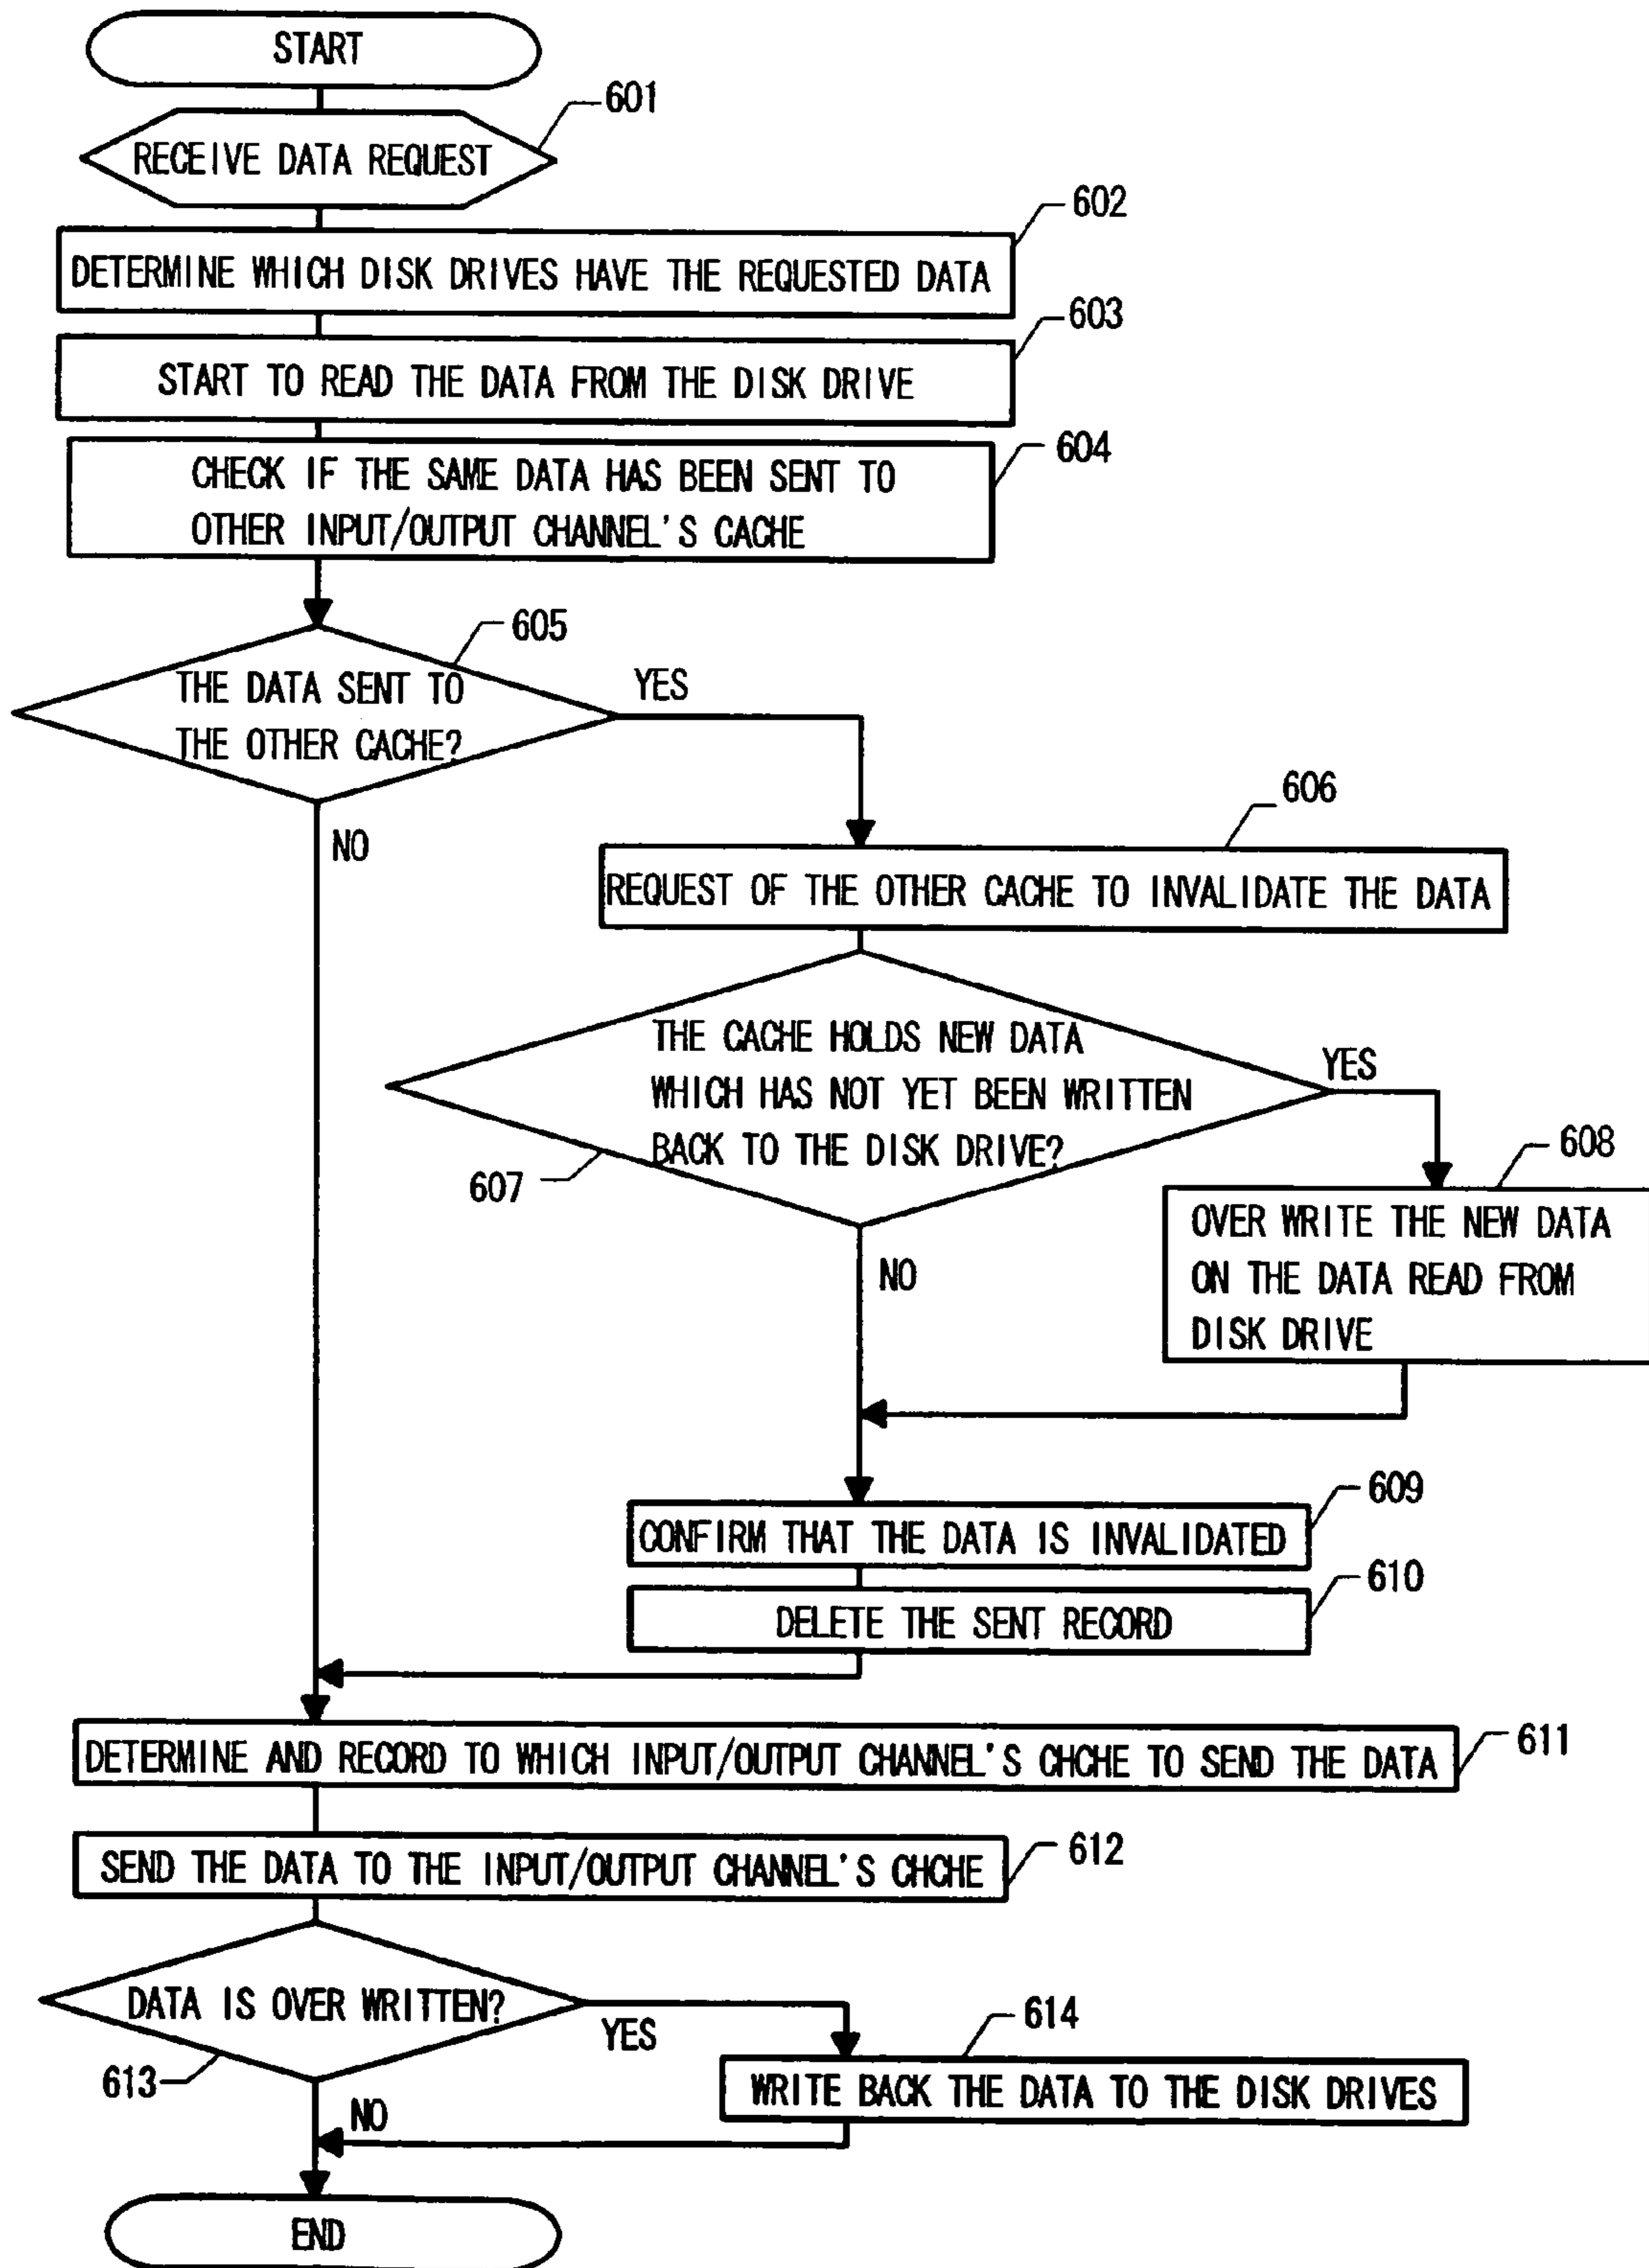 START
601
RECEIVE DATA REQUEST
602
DETERMINE WHICH DISK DRIVES HAVE THE REQUESTED DATA
603
START TO READ THE DATA FROM THE DISK DRIVE
604
CHECK IF THE SAME DATA HAS BEEN SENT TO
OTHER INPUT/OUTPUT CHANNEL'S CACHE
605
THE DATA SENT TO
THE OTHER CACHE?
YES
NO
606
REQUEST OF THE OTHER CACHE TO INVALIDATE THE DATA
THE CACHE HOLDS NEW DATA
WHICH HAS NOT YET BEEN WRITTEN
BACK TO THE DISK DRIVE?
YES
607
NO
608
OVER WRITE THE NEW DATA
ON THE DATA READ FROM
DISK DRIVE
609
CONFIRM THAT THE DATA IS INVALIDATED
610
DELETE THE SENT RECORD
611
DETERMINE AND RECORD TO WHICH INPUT/OUTPUT CHANNEL'S CHCHE TO SEND THE DATA
612
SEND THE DATA TO THE INPUT/OUTPUT CHANNEL'S CHCHE
DATA IS OVER WRITTEN?
YES
613
NO
614
WRITE BACK THE DATA TO THE DISK DRIVES
END